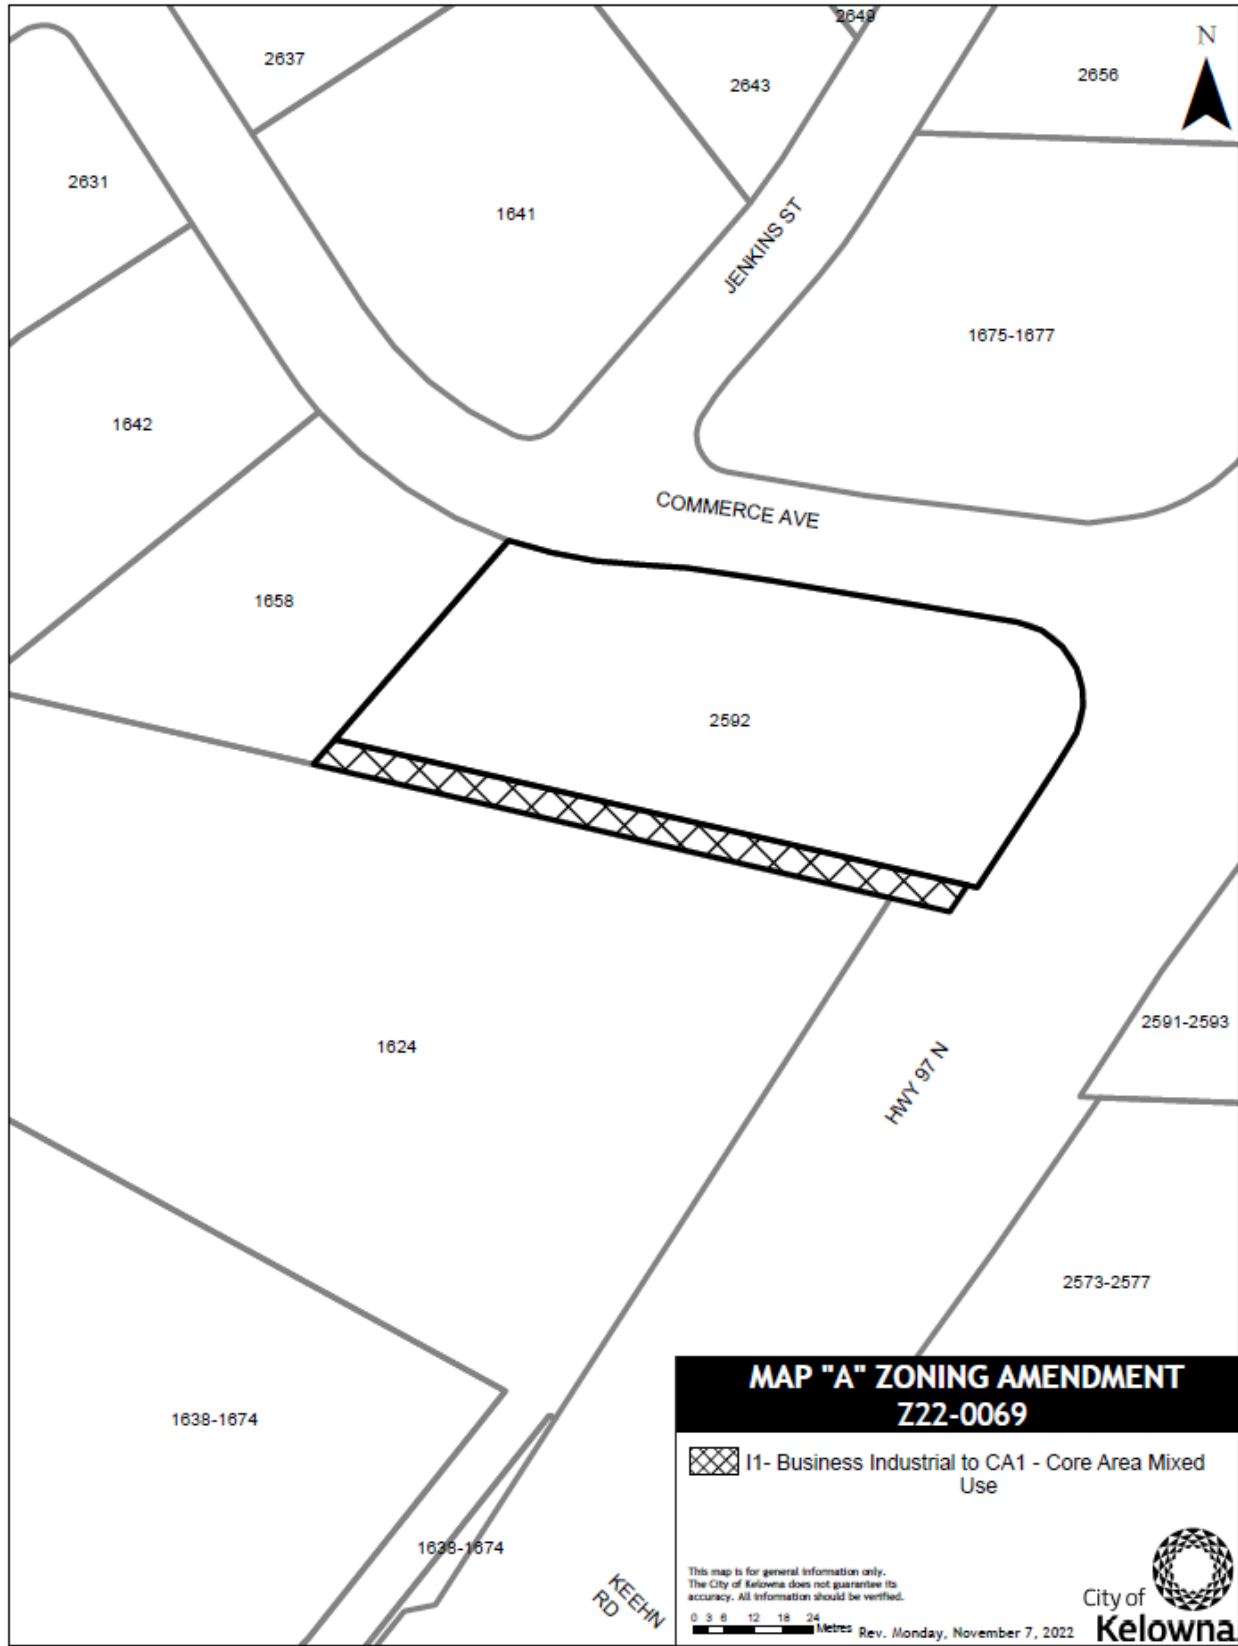 2649
N
2637
2643
2656
2631
1641
JENKINS ST
1675-1677
1642
COMMERCE AVE
1658
2592
2591-2593
1624
HWY 97 N
2573-2577
1638-1674
1638-1674
KEEHN
RD
MAP "A" ZONING AMENDMENT
Z22-0069
I1- Business Industrial to CA1 - Core Area Mixed
Use
This map is for general information only.
The City of Kelowna does not guarantee its
accuracy. All information should be verified.
0 3 6 12 18 24
Metres
Rev. Monday, November 7, 2022
City of
Kelowna